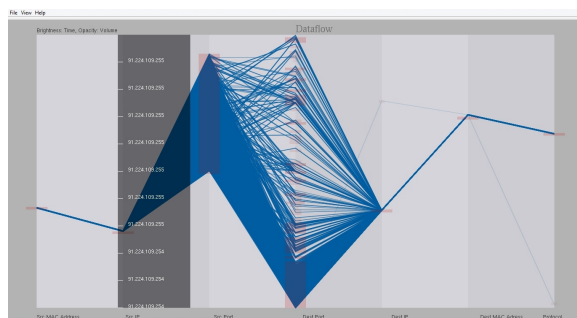 File View Help
Brightness: Time, Opacity: Volume
Dataflow
91.224.109.255
91.224.109.255
91.224.109.255
91.224.109.255
91.224.109.255
91.224.109.255
91.224.109.255
91.224.109.254
91.224.109.254
91.224.109.254
Src MAC Address Src IP Src Port Dest Port Dest IP Dest MAC Adress Protocol